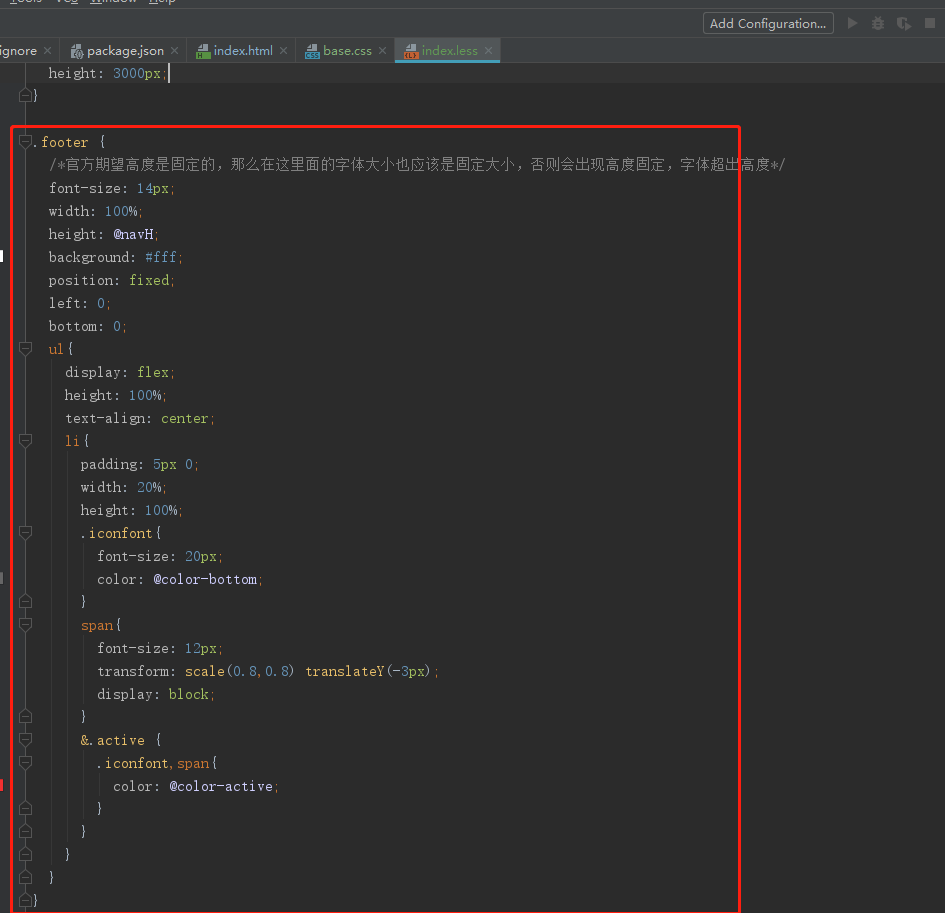 Add Configuration...
ignore
package.json
index.html
base.css
index.less
height: 3000px;
}
.footer {
/*官方期望高度是固定的，那么在这里面的字体大小也应该是固定大小，否则会出现高度固定，字体超出高度*/
font-size: 14px;
width: 100%;
height: @navH;
background: #fff;
position: fixed;
left: 0;
bottom: 0;
ul{
display: flex;
height: 100%;
text-align: center;
li{
padding: 5px 0;
width: 20%;
height: 100%;
.iconfont{
font-size: 20px;
color: @color-bottom;
}
span{
font-size: 12px;
transform: scale(0.8,0.8) translateY(-3px);
display: block;
}
&.active {
.iconfont,span{
color: @color-active;
}
}
}
}
}